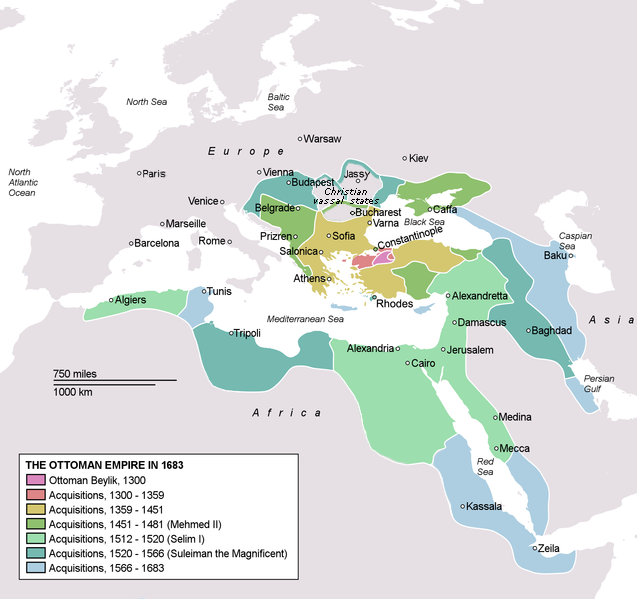 North Sea
Baltic
Sea
Warsaw
Europe
Kiev
North
Atlantic
Ocean
Paris
Vienna
Jassy
Budapest
Christian
vassal states
Venice
Belgrade
Bucharest
Caffa
Marseille
Varna
Black Sea
Barcelona
Rome
Prizren
Sofia
Constantinople
Caspian
Sea
Salonica
Baku
Athens
Tunis
Algiers
Rhodes
Alexandretta
Mediterranean Sea
Asia
Tripoli
Damascus
Baghdad
Alexandria
Jerusalem
Cairo
750 miles
1000 km
Persian
Gulf
Africa
Medina
Mecca
Red
Sea
Kassala
Zeila
THE OTTOMAN EMPIRE IN 1683
Ottoman Beylik, 1300
Acquisitions, 1300 - 1359
Acquisitions, 1359 - 1451
Acquisitions, 1451 - 1481 (Mehmed II)
Acquisitions, 1512 - 1520 (Selim I)
Acquisitions, 1520 - 1566 (Suleiman the Magnificent)
Acquisitions, 1566 - 1683